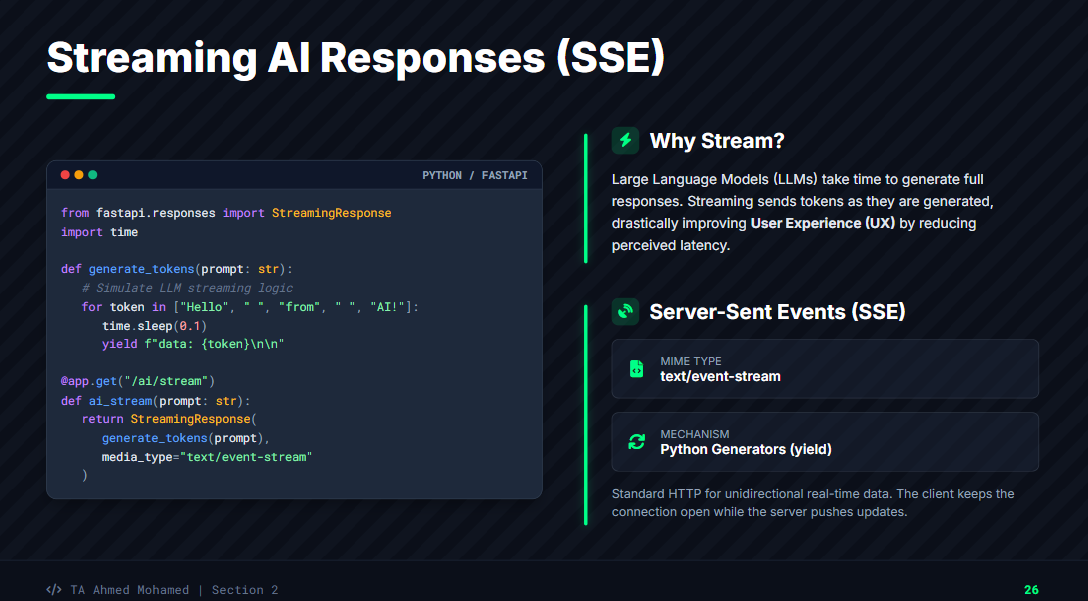 Streaming AI Responses (SSE)
PYTHON / FASTAPI
from fastapi.responses import StreamingResponse
import time
def generate_tokens(prompt: str):
# Simulate LLM streaming logic
for token in ["Hello", " ", "from", " ", "AI!"]:
time.sleep(0.1)
yield f"data: {token}\n\n"
@app.get("/ai/stream")
def ai_stream(prompt: str):
return StreamingResponse(
generate_tokens(prompt),
media_type="text/event-stream"
)
Why Stream?
Large Language Models (LLMs) take time to generate full
responses. Streaming sends tokens as they are generated,
drastically improving User Experience (UX) by reducing
perceived latency.
Server-Sent Events (SSE)
MIME TYPE
text/event-stream
MECHANISM
Python Generators (yield)
Standard HTTP for unidirectional real-time data. The client keeps the
connection open while the server pushes updates.
TA Ahmed Mohamed | Section 2
26